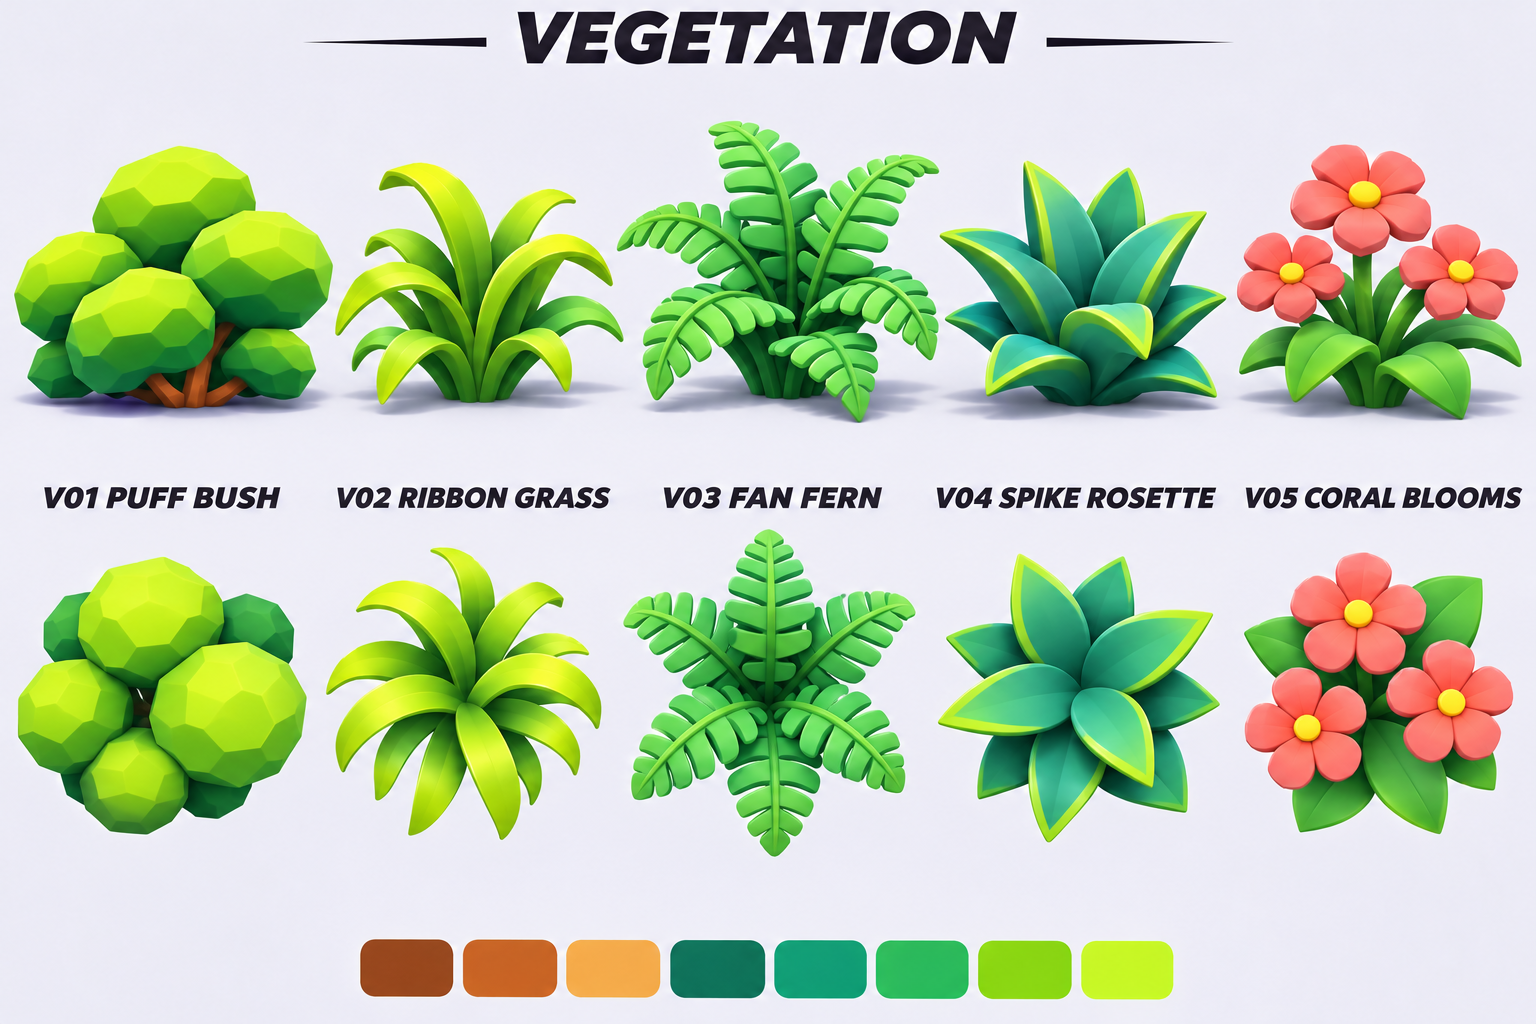 VEGETATION
V01 PUFF BUSH
V02 RIBBON GRASS
V03 FAN FERN
V04 SPIKE ROSETTE
V05 CORAL BLOOMS